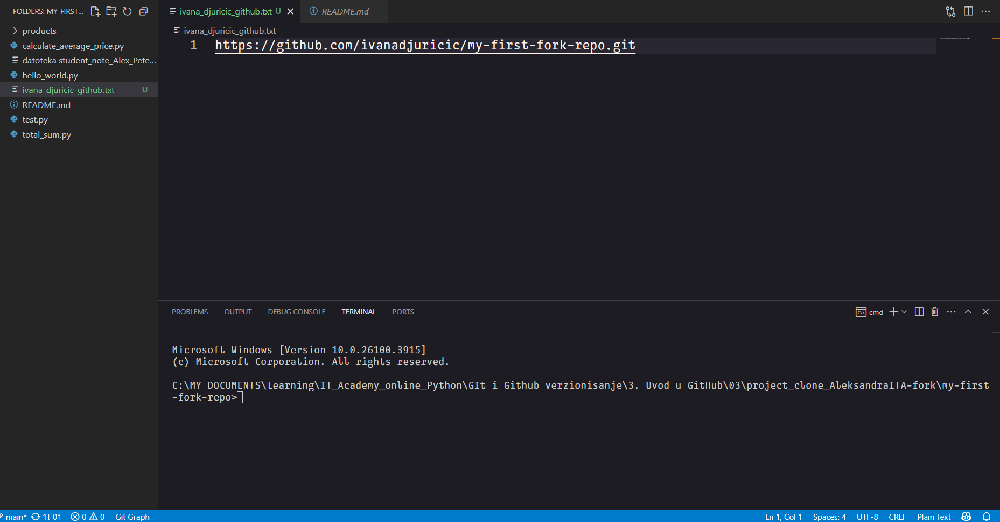 FOLDERS: MY-FIRST...
products
calculate_average_price.py
datoteka student_note_Alex_Pete...
hello_world.py
ivana_djuricic_github.txt U
README.md
test.py
total_sum.py
ivana_djuricic_github.txt U
README.md
ivana_djuricic_github.txt
1 https://github.com/ivanadjuricic/my-first-fork-repo.git
PROBLEMS OUTPUT DEBUG CONSOLE TERMINAL PORTS
cmd
Microsoft Windows [Version 10.0.26100.3915]
(c) Microsoft Corporation. All rights reserved.
C:\MY DOCUMENTS\Learning\IT_Academy_online_Python\GIt i Github verzionisanje\3. Uvod u GitHub\03\project_clone_AleksandraITA-fork\my-first
-fork-repo>
main* 1↓ 0↑ 0 0 Git Graph
Ln 1, Col 1 Spaces: 4 UTF-8 CRLF Plain Text